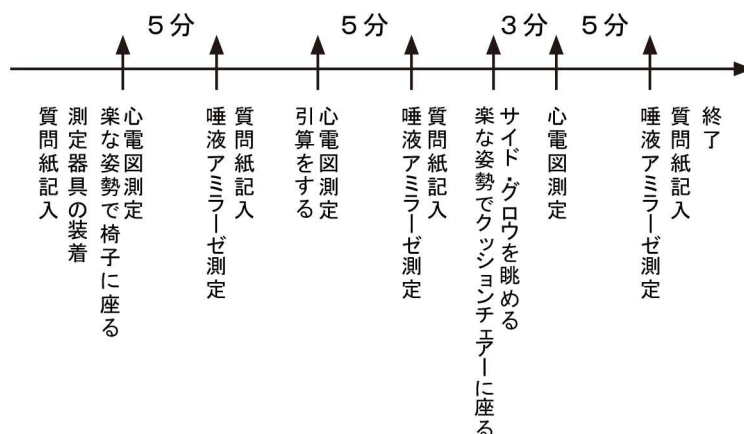 5分
5分
3分
5分
質問紙記入
測定器具の装着
楽な姿勢で椅子に座る
心電図測定
唾液アミラーゼ測定
質問紙記入
引算をする
心電図測定
唾液アミラーゼ測定
質問紙記入
楽な姿勢でクッションチェアーに座る
サイド・グロウを眺める
心電図測定
唾液アミラーゼ測定
質問紙記入
終了